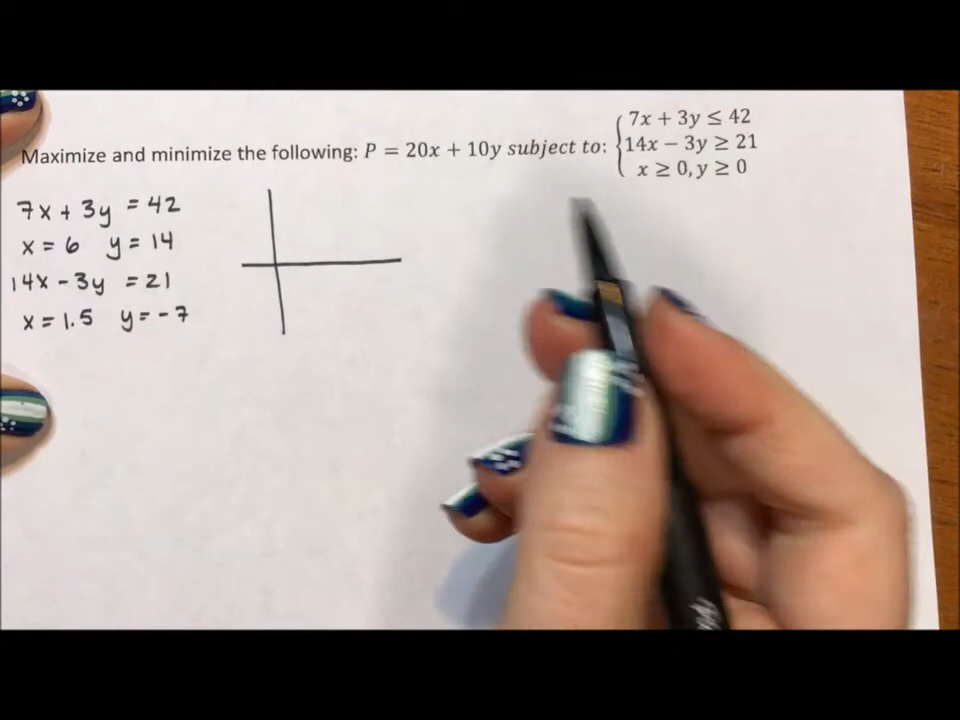 Maximize and minimize the following: P = 20x + 10y subject to: { 7x + 3y ≤ 42
14x − 3y ≥ 21
x ≥ 0, y ≥ 0
7x + 3y = 42
x = 6 y = 14
14x - 3y = 21
x = 1.5 y = -7